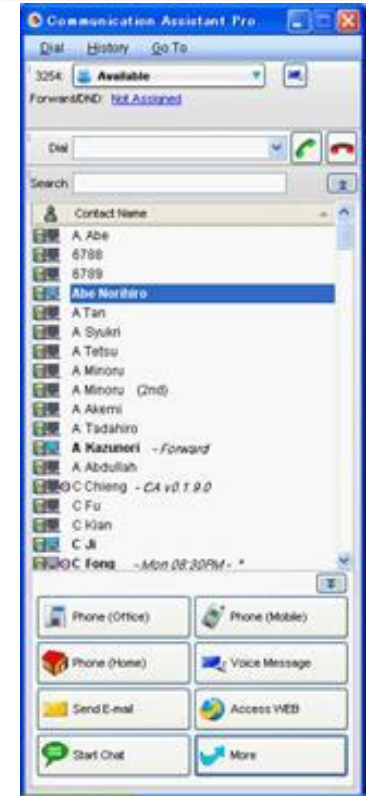 Communication Assistant Pro
Dial History Go To
3254: Available
Forward/DND: Not Assigned
Dial
Search
Contact Name
A. Abe
6788
6789
Abe Norihiro
A Tan
A Syukri
A Tetsu
A Minoru
A Minoru (2nd)
A Akemi
A Tadahiro
A Kazunori - Forward
A Abdullah
C Chieng - CA v0.1.9.0
C Fu
C Kian
C Ji
C Fong - Mon 08:30PM - *
Phone (Office) Phone (Mobile)
Phone (Home) Voice Message
Send E-mail Access WEB
Start Chat More